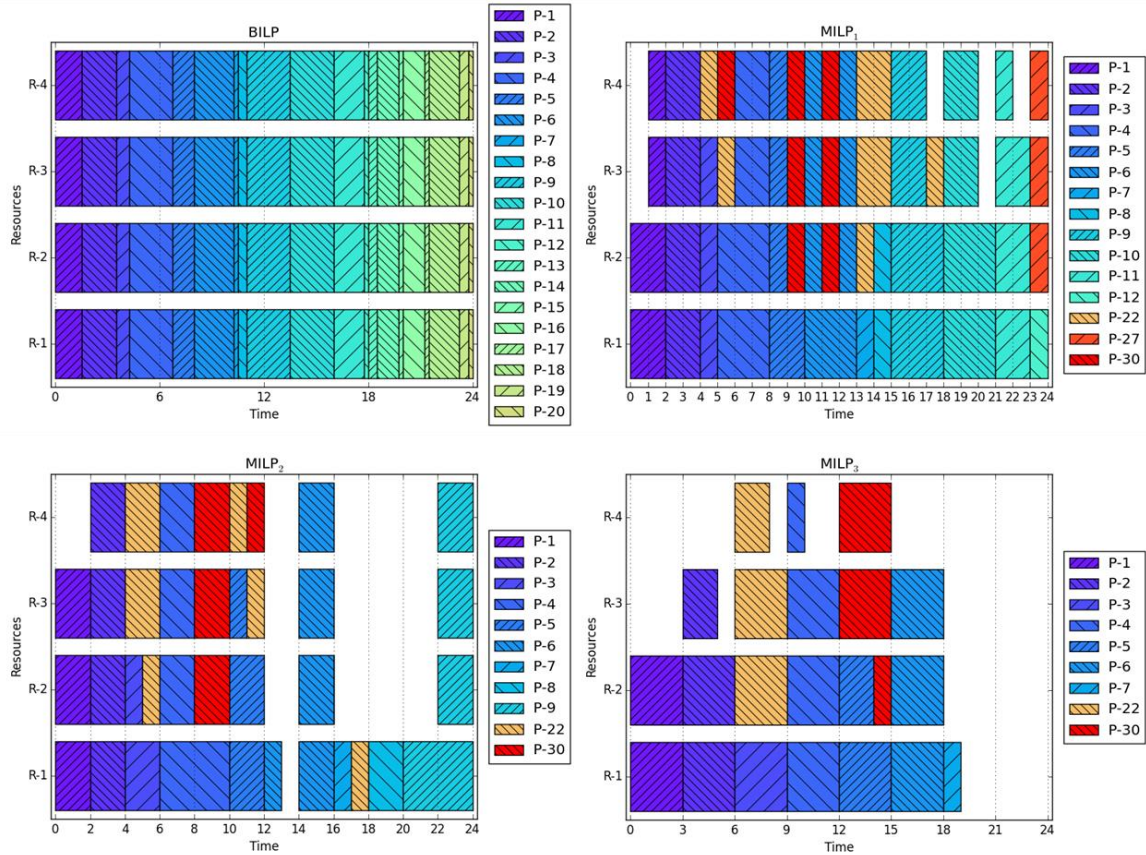 BILP
Resources
R-4
R-3
R-2
R-1
0 6 12 18 24
Time
P-1
P-2
P-3
P-4
P-5
P-6
P-7
P-8
P-9
P-10
P-11
P-12
P-13
P-14
P-15
P-16
P-17
P-18
P-19
P-20
MILP₁
Resources
R-4
R-3
R-2
R-1
0 1 2 3 4 5 6 7 8 9 10 11 12 13 14 15 16 17 18 19 20 21 22 23 24
Time
P-1
P-2
P-3
P-4
P-5
P-6
P-7
P-8
P-9
P-10
P-11
P-12
P-22
P-27
P-30
MILP₂
Resources
R-4
R-3
R-2
R-1
0 2 4 6 8 10 12 14 16 18 20 22 24
Time
P-1
P-2
P-3
P-4
P-5
P-6
P-7
P-8
P-9
P-22
P-30
MILP₃
Resources
R-4
R-3
R-2
R-1
0 3 6 9 12 15 18 21 24
Time
P-1
P-2
P-3
P-4
P-5
P-6
P-7
P-22
P-30